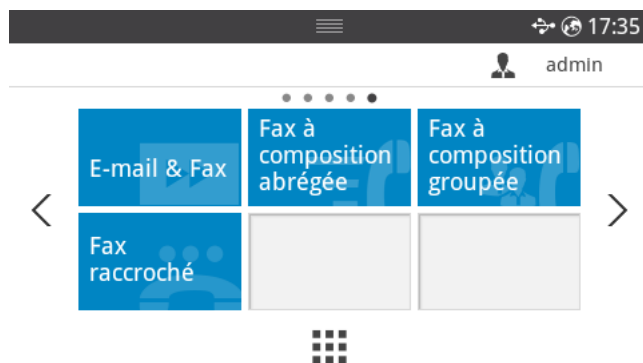 17:35
admin
E-mail & Fax
Fax à
composition
abrégée
Fax à
composition
groupée
Fax
raccroché